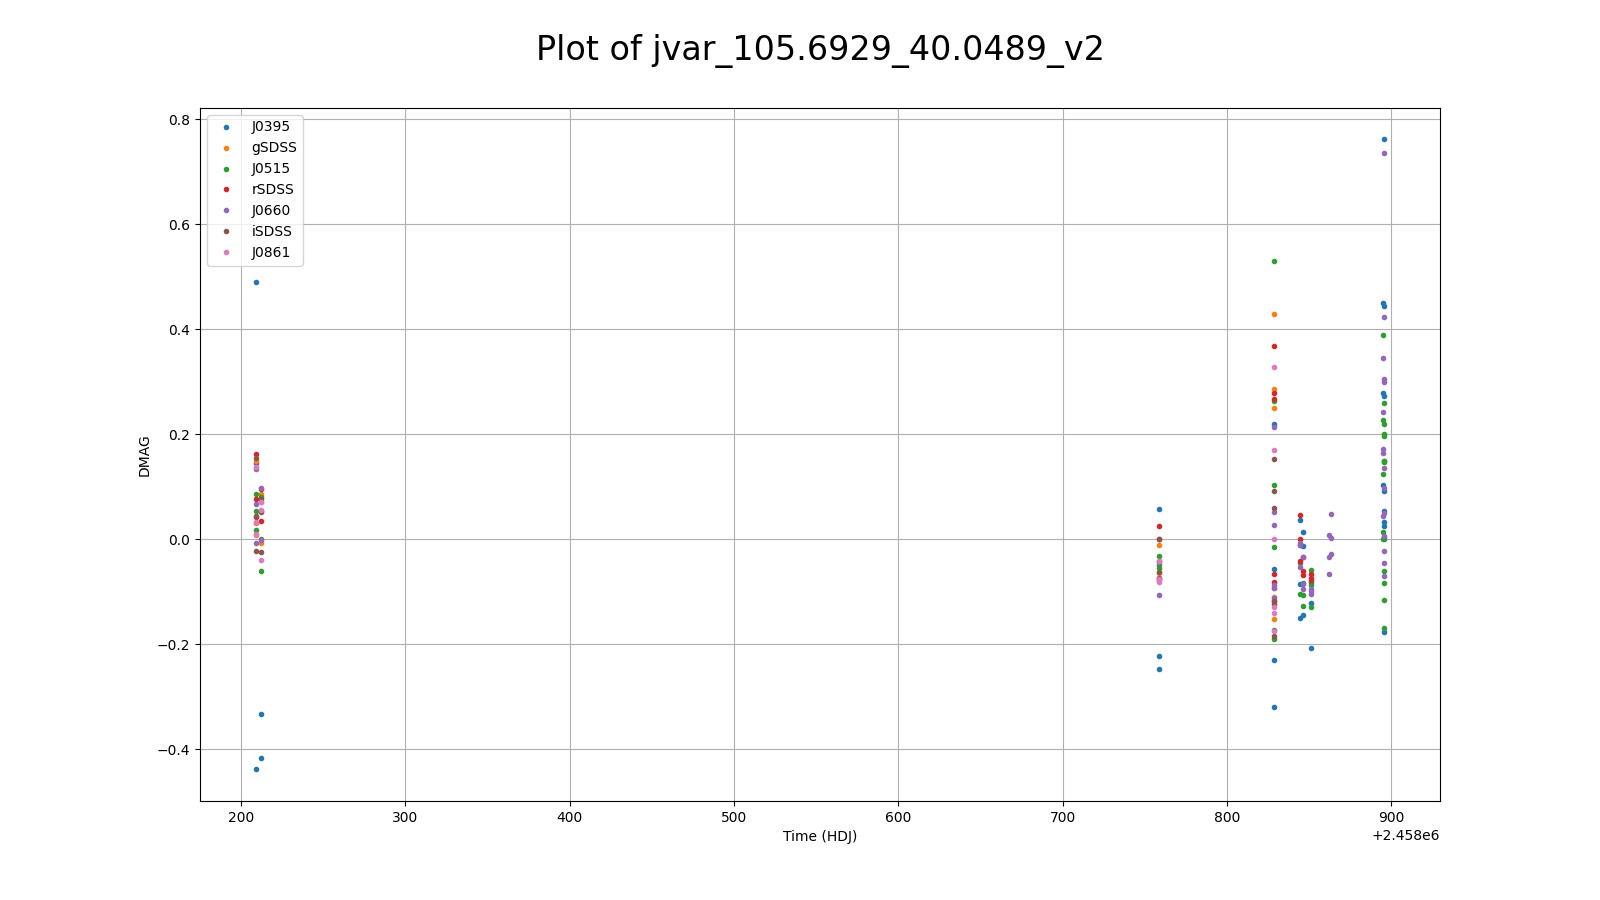 Plot of jvar_105.6929_40.0489_v2
0.8
0.6
0.4
0.2
0.0
−0.2
−0.4
DMAG
J0395
gSDSS
J0515
rSDSS
J0660
iSDSS
J0861
200
300
400
500
600
700
800
900
Time (HDJ)
+2.458e6